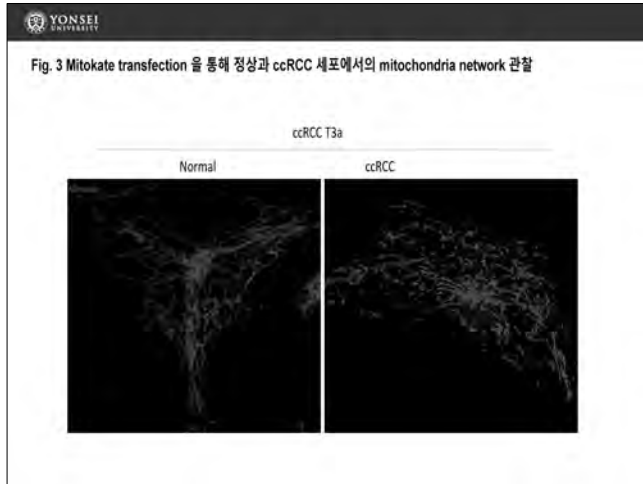 YONSEI
UNIVERSITY
Fig. 3 Mitokate transfection 을 통해 정상과 ccRCC 세포에서의 mitochondria network 관찰
ccRCC T3a
Normal
ccRCC